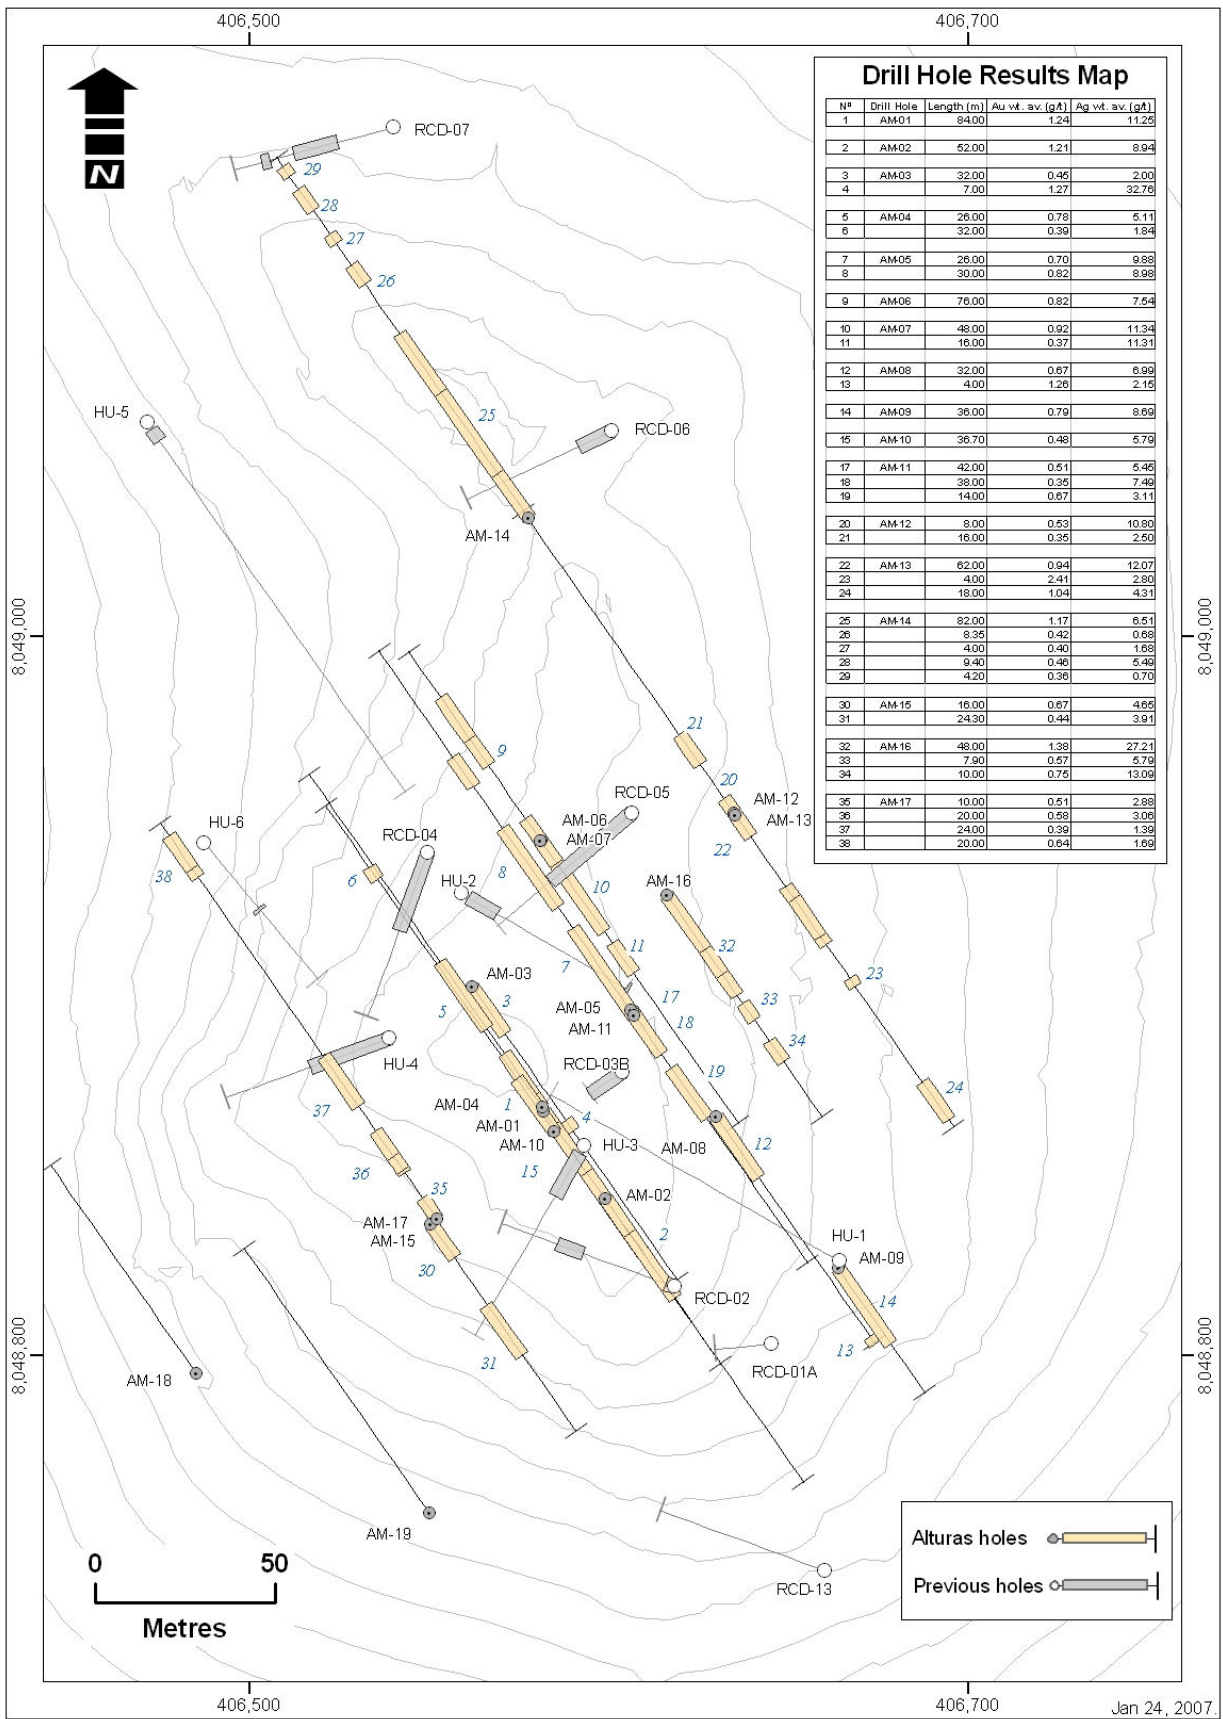 406,500
406,700
Drill Hole Results Map
Nº Drill Hole Length (m) Au wt. av. (g/t) Ag wt. av. (g/t)
1 AM-01 84.00 1.24 11.25
2 AM-02 52.00 1.21 8.94
3 AM-03 32.00 0.45 2.00
4 7.00 1.27 32.76
5 AM-04 26.00 0.78 5.11
6 32.00 0.39 1.84
7 AM-05 26.00 0.70 9.88
8 30.00 0.82 8.98
9 AM-06 76.00 0.82 7.54
10 AM-07 48.00 0.92 11.34
11 16.00 0.37 11.31
12 AM-08 32.00 0.67 6.99
13 4.00 1.26 2.15
14 AM-09 36.00 0.79 8.69
15 AM-10 36.70 0.48 5.79
17 AM-11 42.00 0.51 5.45
18 38.00 0.35 7.49
19 14.00 0.67 3.11
20 AM-12 8.00 0.53 10.80
21 16.00 0.35 2.50
22 AM-13 62.00 0.94 12.07
23 4.00 2.41 2.80
24 18.00 1.04 4.31
25 AM-14 82.00 1.17 6.51
26 8.35 0.42 0.68
27 4.00 0.40 1.68
28 9.40 0.46 5.49
29 4.20 0.36 0.70
30 AM-15 16.00 0.67 4.65
31 24.30 0.44 3.91
32 AM-16 48.00 1.38 27.21
33 7.90 0.57 5.79
34 10.00 0.75 13.09
35 AM-17 10.00 0.51 2.88
36 20.00 0.58 3.06
37 24.00 0.39 1.39
38 20.00 0.64 1.69
N
RCD-07
29
28
27
26
HU-5
25
RCD-06
AM-14
8,049,000
8,049,000
21
9
20
RCD-05
AM-12
AM-13
HU-6
RCD-04
AM-06
AM-07
22
38
6
HU-2
8
10
AM-16
11
32
7
AM-03
5
3
17
23
AM-05
AM-11
18
33
34
HU-4
RCD-03B
19
37
1
AM-04
AM-01
AM-10
4
24
HU-3
AM-08
12
36
15
35
AM-02
AM-17
AM-15
2
HU-1
AM-09
30
RCD-02
14
31
13
8,048,800
8,048,800
AM-18
RCD-01A
AM-19
0 50
Metres
RCD-13
Alturas holes
Previous holes
406,500
406,700
Jan 24, 2007.